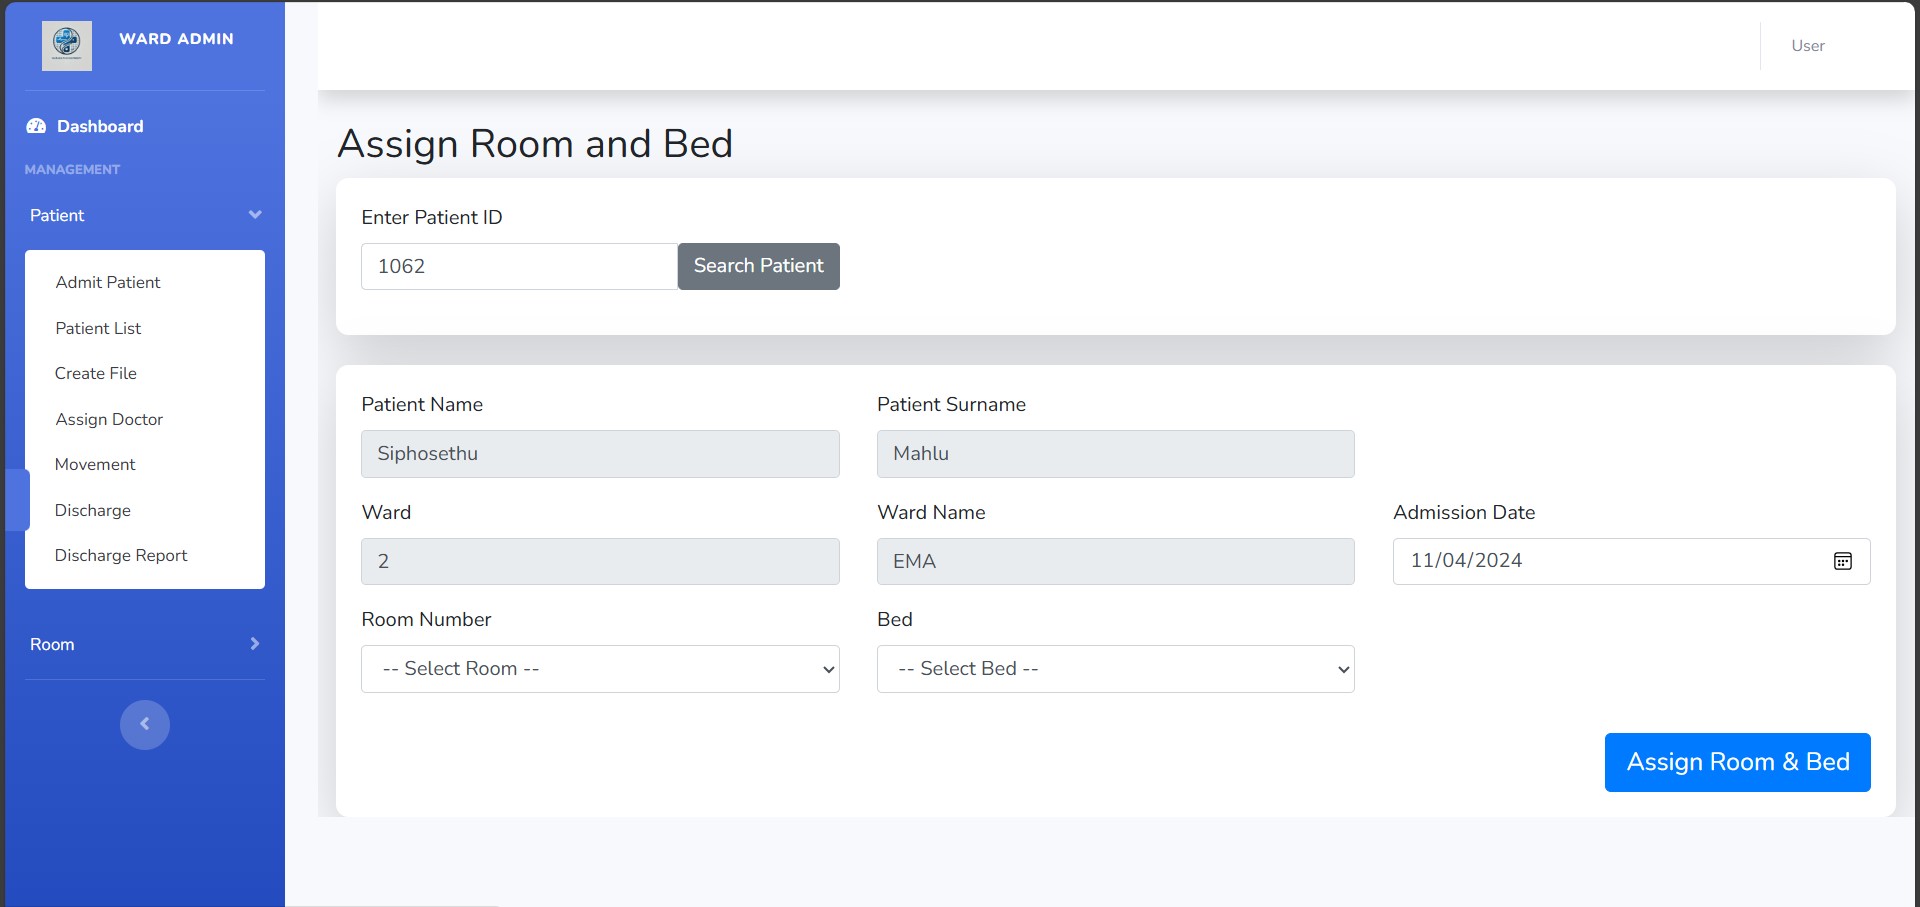 WARD ADMIN
User
Dashboard
MANAGEMENT
Patient
Admit Patient
Patient List
Create File
Assign Doctor
Movement
Discharge
Discharge Report
Room
Assign Room and Bed
Enter Patient ID
1062
Search Patient
Patient Name
Patient Surname
Siphosethu
Mahlu
Ward
Ward Name
Admission Date
2
EMA
11/04/2024
Room Number
Bed
-- Select Room --
-- Select Bed --
Assign Room & Bed